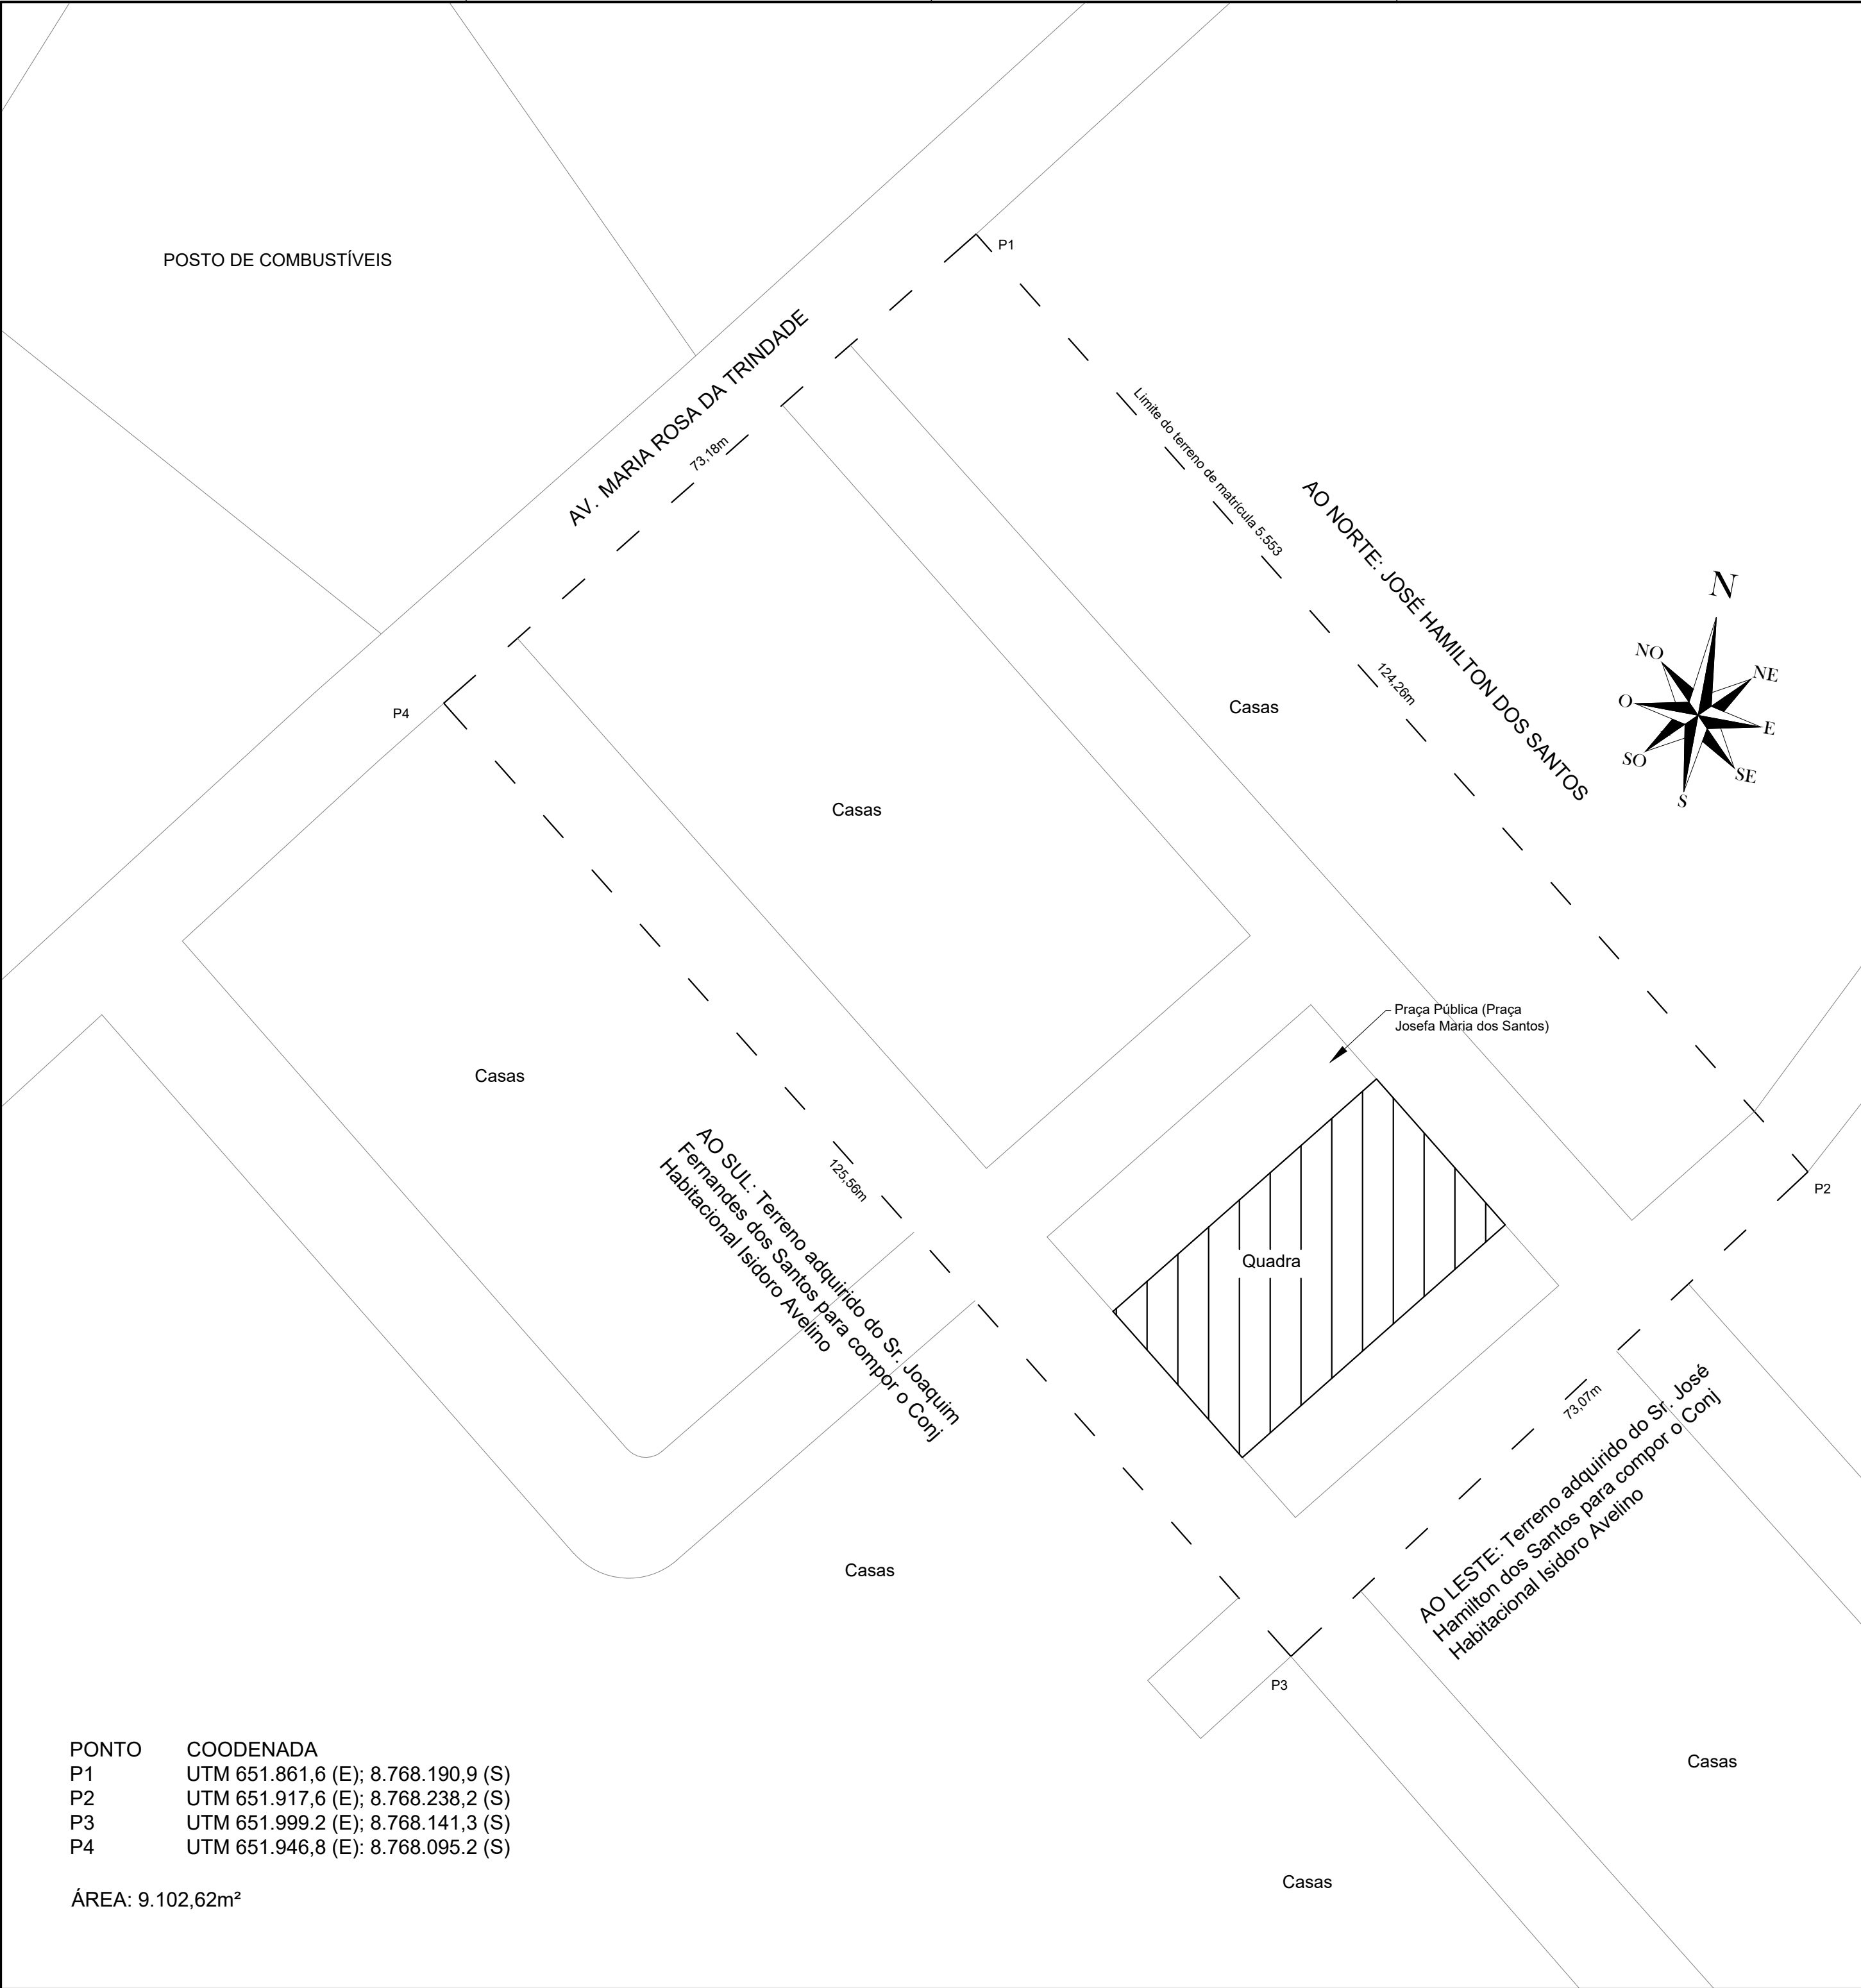 POSTO DE COMBUSTÍVEIS
P1
AV. MARIA ROSA DA TRINDADE
73,18m
Limite do terreno de matrícula 5.553
AO NORTE: JOSÉ HAMILTON DOS SANTOS
124,26m
N
NO
NE
O
E
SO
SE
S
P4
Casas
Casas
Praça Pública (Praça
Josefa Maria dos Santos)
Casas
AO SUL: Terreno adquirido do Sr. Joaquim
Fernandes dos Santos para compor o Conj
Habitacional Isidoro Avelino
125,56m
P2
Quadra
73,07m
AO LESTE: Terreno adquirido do Sr. José
Hamilton dos Santos para compor o Conj
Habitacional Isidoro Avelino
Casas
P3
Casas
Casas
PONTO COODENADA
P1 UTM 651.861,6 (E); 8.768.190,9 (S)
P2 UTM 651.917,6 (E); 8.768.238,2 (S)
P3 UTM 651.999.2 (E); 8.768.141,3 (S)
P4 UTM 651.946,8 (E): 8.768.095.2 (S)
ÁREA: 9.102,62m²